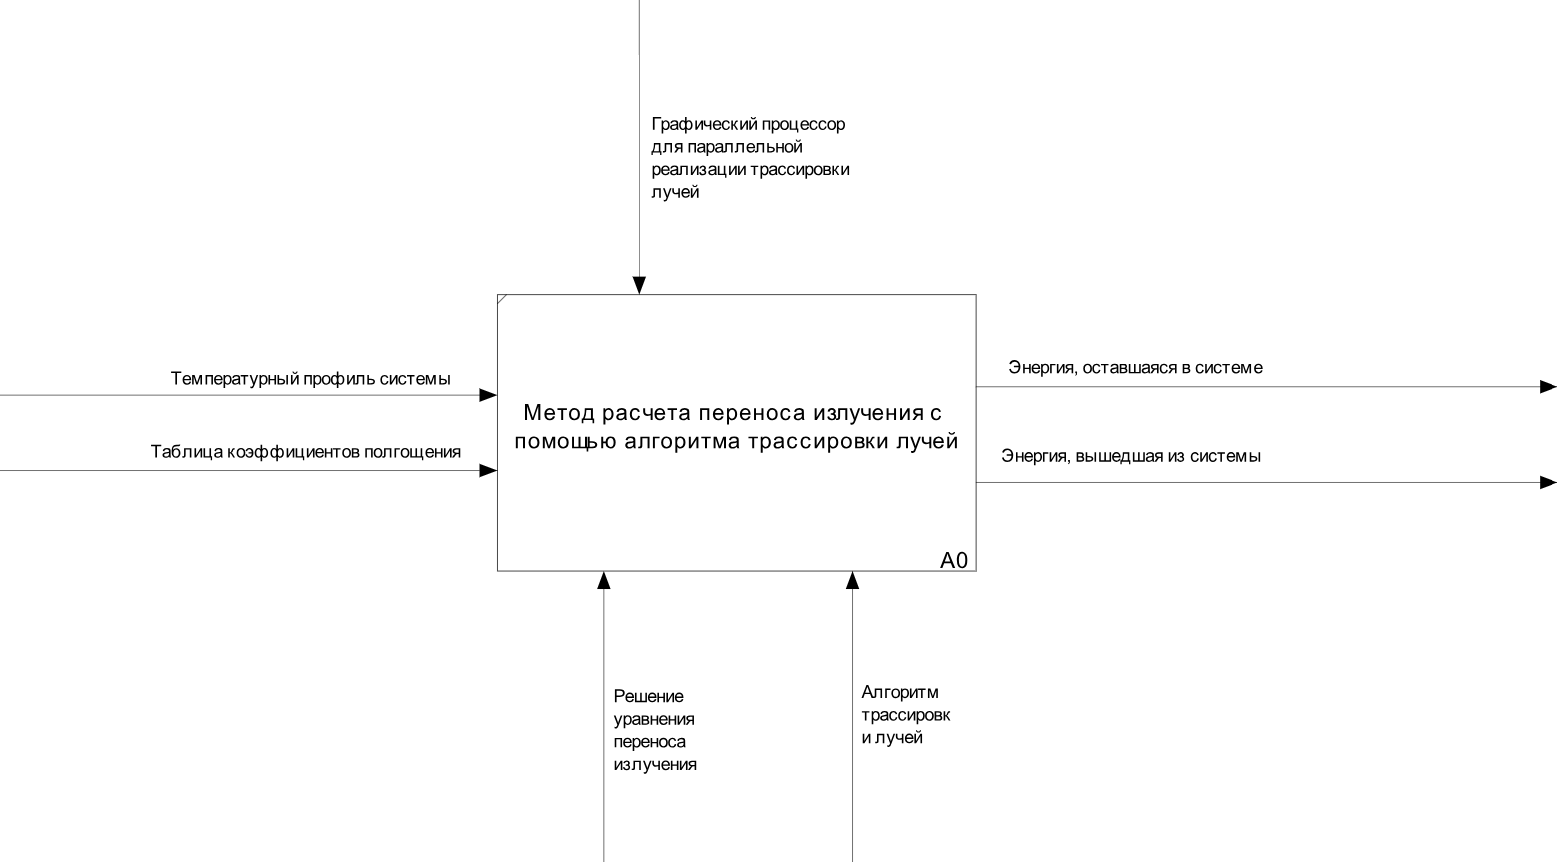 Графический процессор
для параллельной
реализации трассировки
лучей
Температурный профиль системы
Таблица коэффициентов полгощения
Метод расчета переноса излучения с
помощью алгоритма трассировки лучей
A0
Энергия, оставшаяся в системе
Энергия, вышедшая из системы
Решение
уравнения
переноса
излучения
Алгоритм
трассировк
и лучей